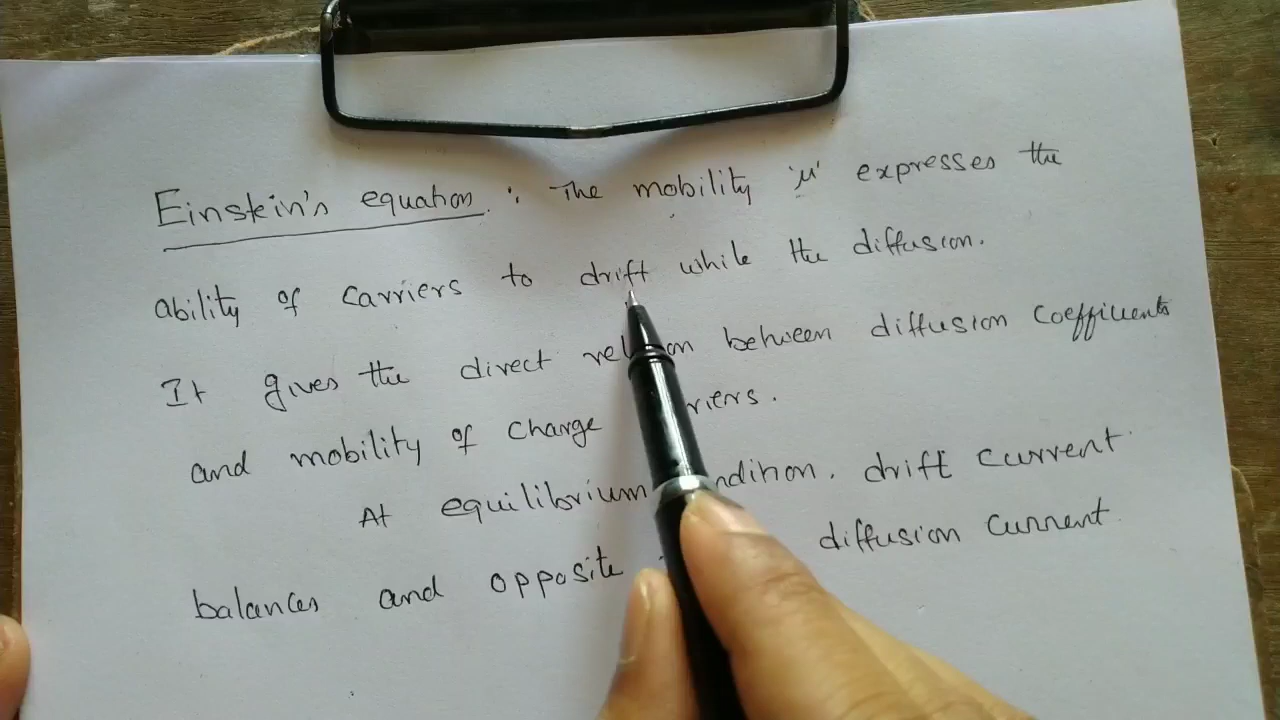 Einstein's equation : The mobility 'μ' expresses the
ability of carriers to drift while the diffusion.
It gives the direct between diffusion coefficients
and mobility of charge
At equilibrium drift current
balances and opposite diffusion current.